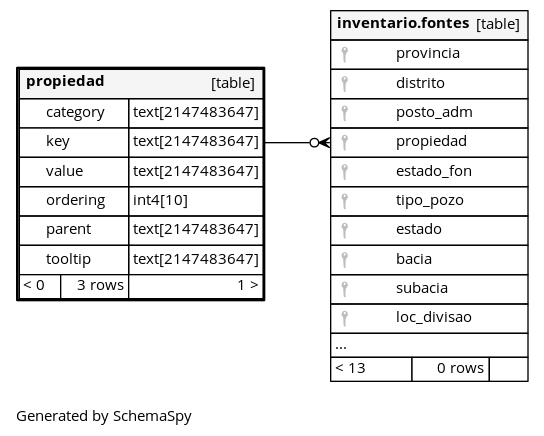 propiedad [table]
category text[2147483647]
key text[2147483647]
value text[2147483647]
ordering int4[10]
parent text[2147483647]
tooltip text[2147483647]
< 0 3 rows 1 >
inventario.fontes [table]
provincia
distrito
posto_adm
propiedad
estado_fon
tipo_pozo
estado
bacia
subacia
loc_divisao
...
< 13 0 rows
Generated by SchemaSpy